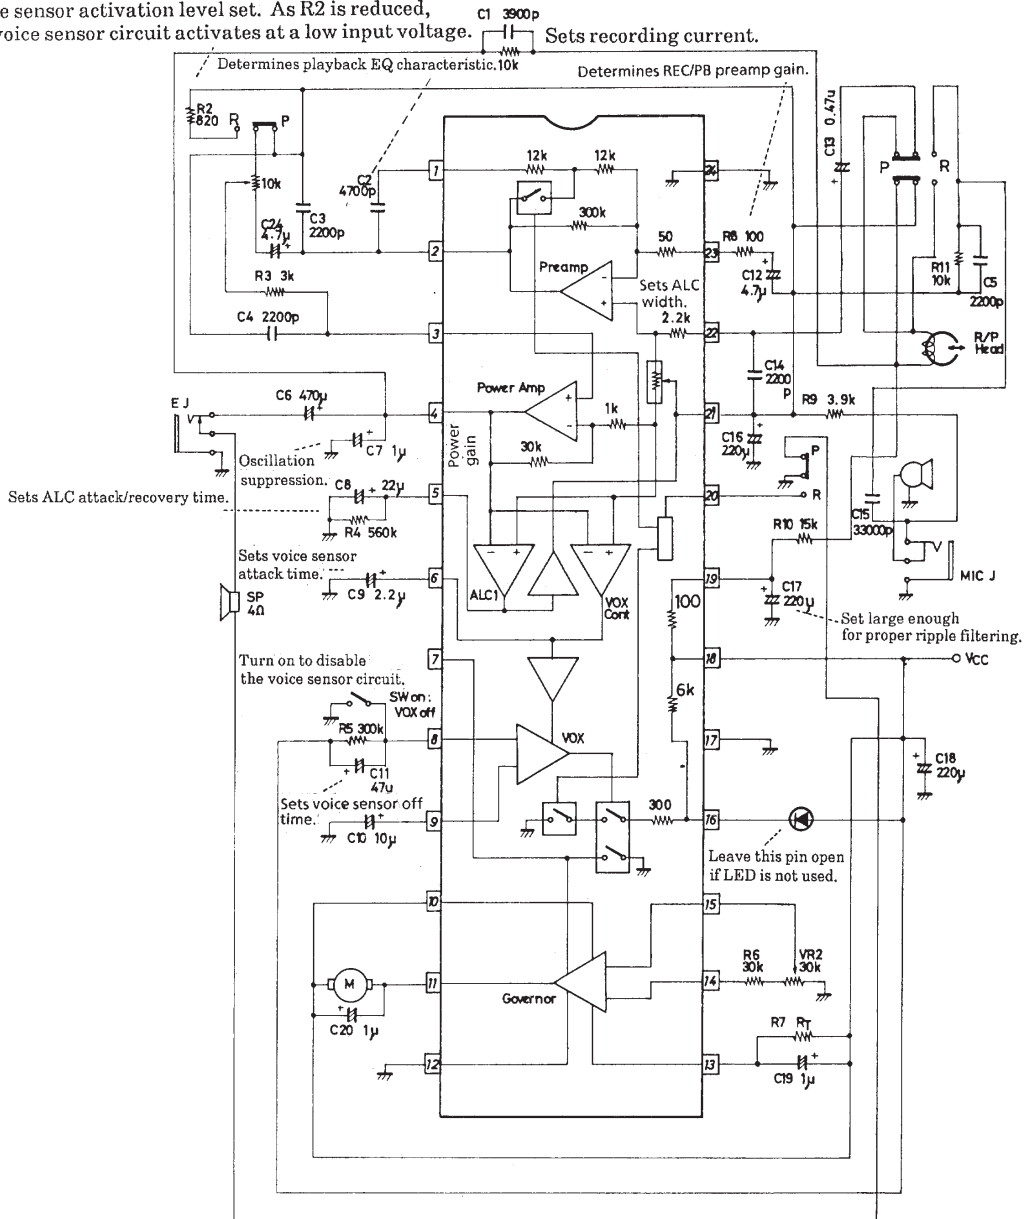 e sensor activation level set. As R2 is reduced,
voice sensor circuit activates at a low input voltage.
C1 3900p
10k
Sets recording current.
Determines playback EQ characteristic.
Determines REC/PB preamp gain.
R2
820
R
P
10k
C24
4.7μ
+
C2
4700p
C3
2200p
R3 3k
C4 2200p
1
2
3
12k
12k
300k
50
Preamp
-
+
Sets ALC
width.
2.2k
24
23
22
R8 100
+
C12
4.7μ
C13 0.47u
+
P
R
R11
10k
C5
2200p
R/P
Head
C14
2200
p
R9 3.9k
EJ
V
C6 470μ
+
+
C7 1μ
Oscillation
suppression.
4
Power Amp
+
-
1k
30k
Power
gain
21
C16
220μ
+
P
R
20
Sets ALC attack/recovery time.
C8 + 22μ
R4 560k
5
C15
33000p
R10 15k
V
MIC J
Sets voice sensor
attack time.
+
C9 2.2μ
6
- +
ALC1
- +
VOX
Cont
100
19
+
C17
220μ
Set large enough
for proper ripple filtering.
SP
4Ω
7
18
VCC
Turn on to disable
the voice sensor circuit.
SW on :
VOX off
R5 300k
+
C11
47u
8
VOX
6k
17
+
C18
220μ
Sets voice sensor off
time.
+
C10 10μ
9
300
16
Leave this pin open
if LED is not used.
10
15
R6
30k
VR2
30k
M
+
C20 1μ
11
Governor
14
R7 RT
+
C19 1μ
12
13